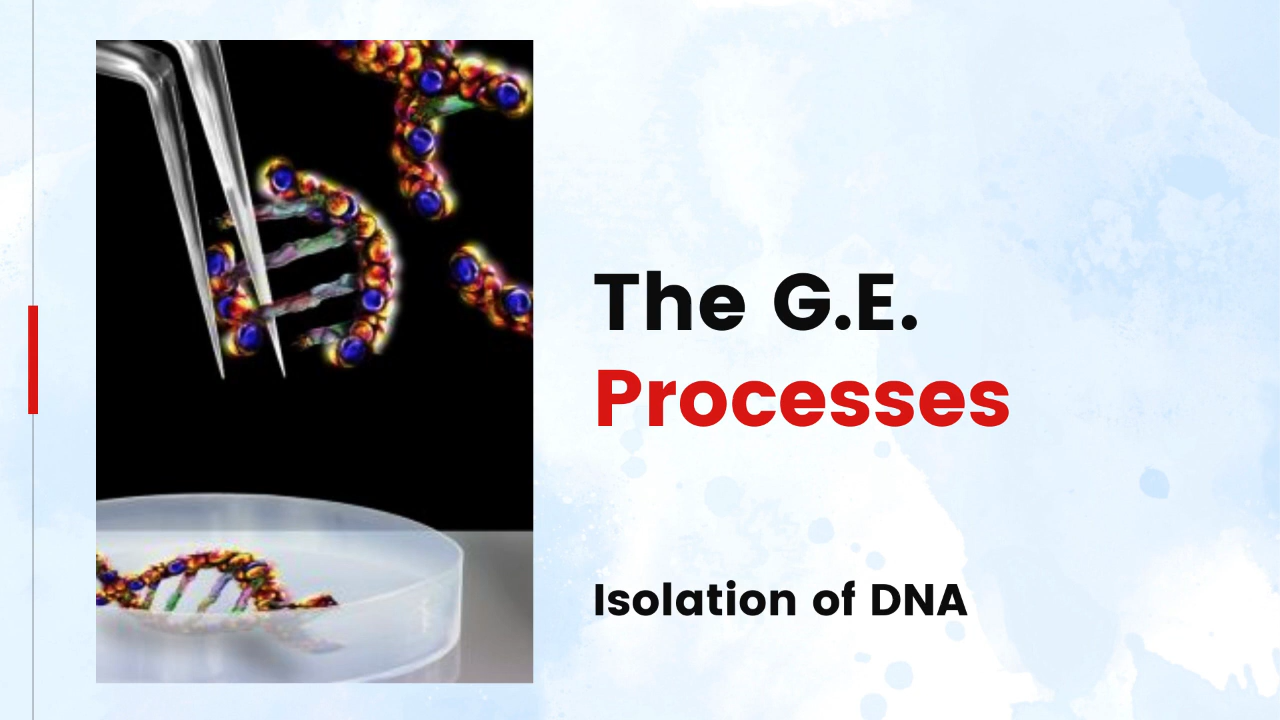 The G.E.
Processes
Isolation of DNA